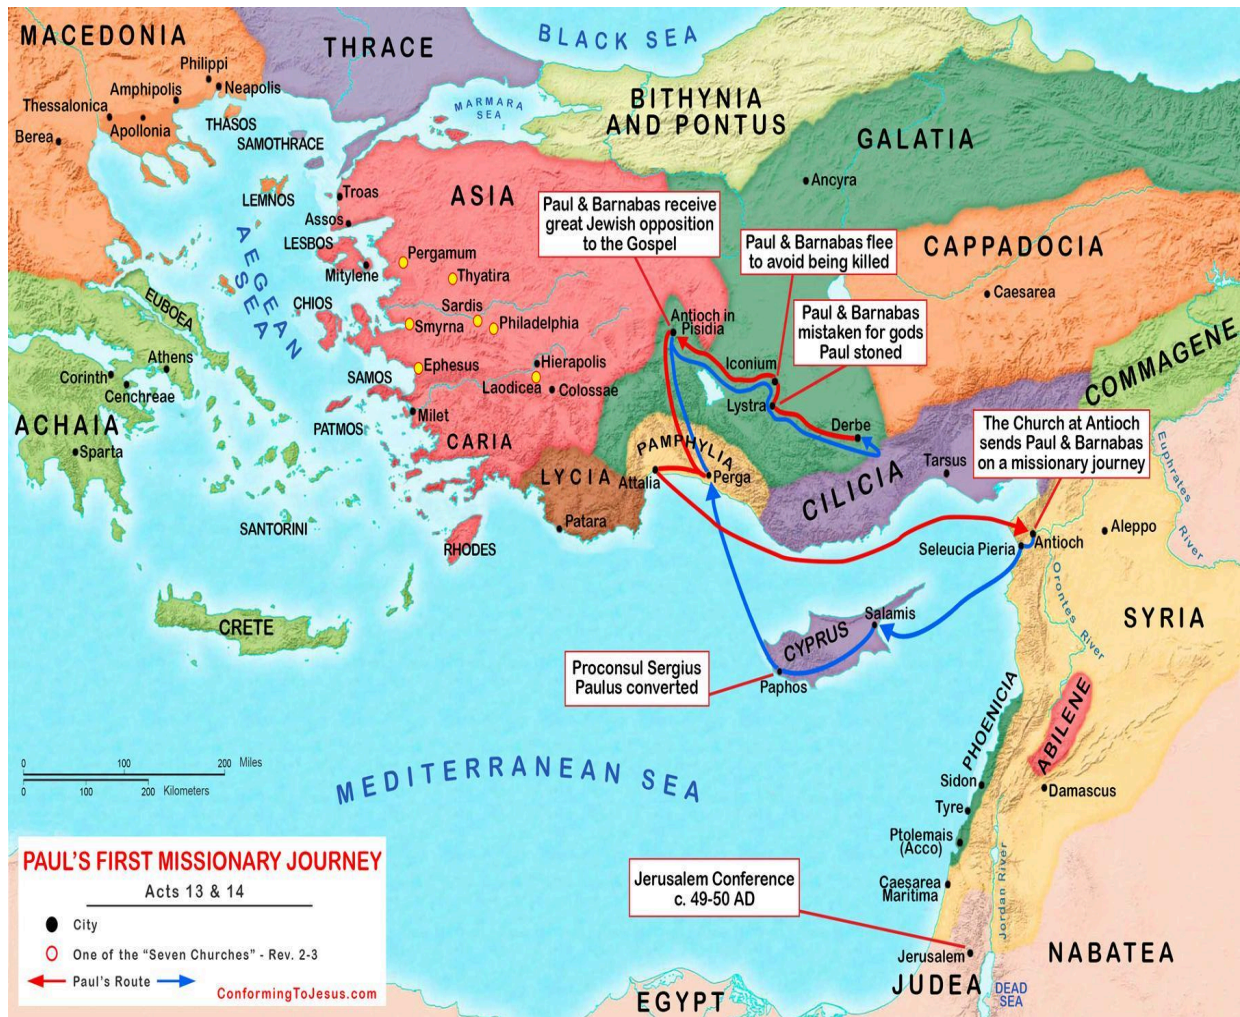 MACEDONIA
Philippi
Neapolis
Amphipolis
Thessalonica
Apollonia
Berea
THASOS
SAMOTHRACE
LEMNOS
THRACE
BLACK SEA
MARMARA
SEA
BITHYNIA
AND PONTUS
GALATIA
Ancyra
CAPPADOCIA
Caesarea
COMMAGENE
ASIA
Troas
Assos
LESBOS
Mitylene
Pergamum
Thyatira
Sardis
Smyrna
Philadelphia
CHIOS
AEGEAN
SEA
EUBOEA
Athens
Corinth
Cenchreae
ACHAIA
Sparta
SAMOS
Ephesus
Hierapolis
Laodicea
Colossae
Milet
PATMOS
CARIA
SANTORINI
RHODES
CRETE
LYCIA
Patara
PAMPHYLIA
Attalia
Perga
Paul & Barnabas receive
great Jewish opposition
to the Gospel
Paul & Barnabas flee
to avoid being killed
Paul & Barnabas
mistaken for gods
Paul stoned
Antioch in
Pisidia
Iconium
Lystra
Derbe
CILICIA
Tarsus
The Church at Antioch
sends Paul & Barnabas
on a missionary journey
Euphrates
River
Aleppo
Antioch
Seleucia Pieria
Orontes River
SYRIA
Salamis
CYPRUS
Paphos
Proconsul Sergius
Paulus converted
PHOENICIA
ABILENE
Sidon
Damascus
Tyre
Ptolemais
(Acco)
Caesarea
Maritima
Jordan River
MEDITERRANEAN SEA
0 100 200 Miles
0 100 200 Kilometers
Jerusalem Conference
c. 49-50 AD
Jerusalem
JUDEA
DEAD
SEA
NABATEA
EGYPT
PAUL'S FIRST MISSIONARY JOURNEY
Acts 13 & 14
City
One of the "Seven Churches" - Rev. 2-3
Paul's Route
ConformingToJesus.com